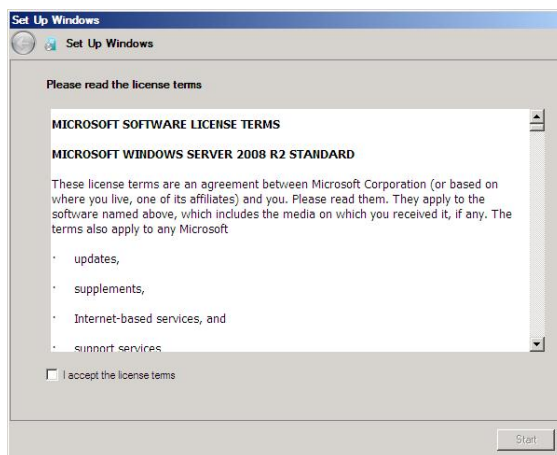 Set Up Windows
Set Up Windows
Please read the license terms
MICROSOFT SOFTWARE LICENSE TERMS
MICROSOFT WINDOWS SERVER 2008 R2 STANDARD
These license terms are an agreement between Microsoft Corporation (or based on
where you live, one of its affiliates) and you. Please read them. They apply to the
software named above, which includes the media on which you received it, if any. The
terms also apply to any Microsoft
· updates,
· supplements,
· Internet-based services, and
· support services
I accept the license terms
Start